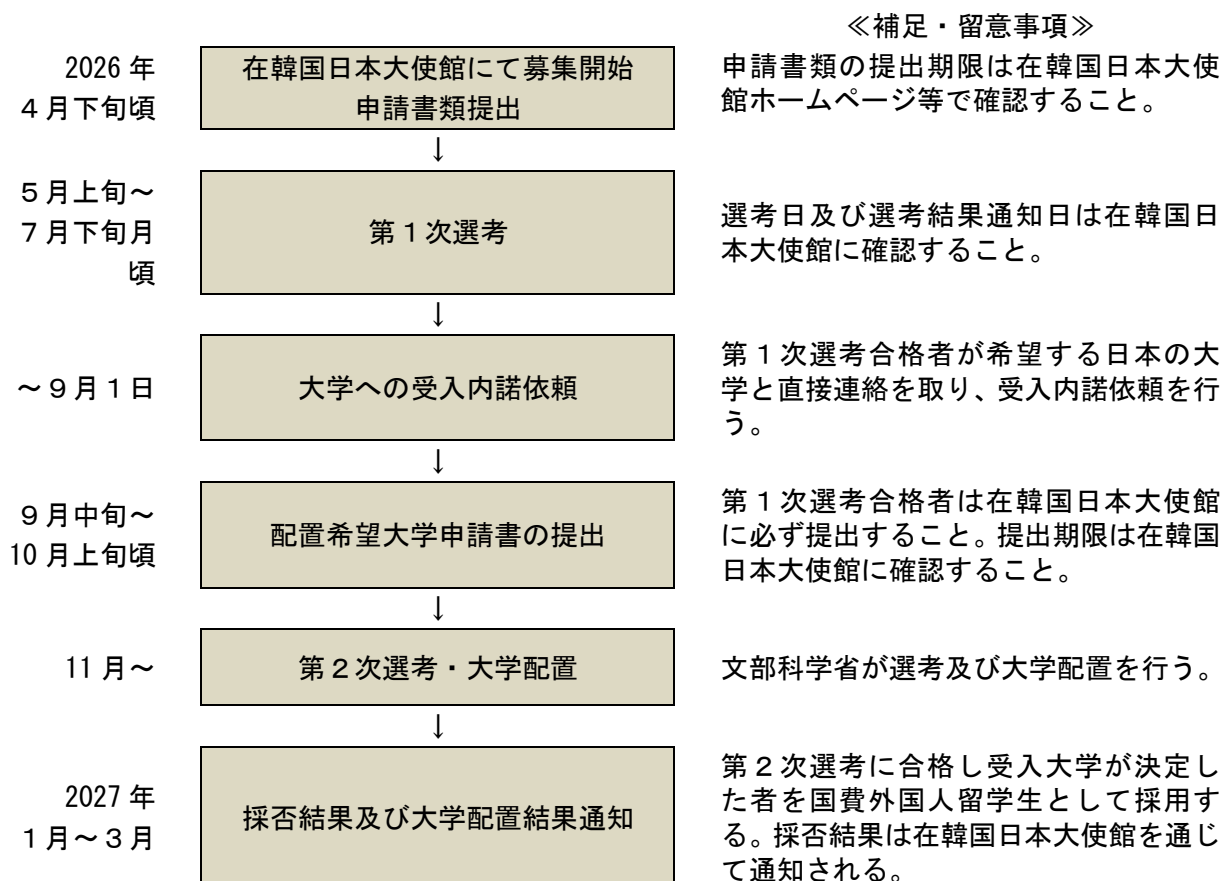 ≪補足・留意事項≫
2026 年
4月下旬頃
在韓国日本大使館にて募集開始
申請書類提出
申請書類の提出期限は在韓国日本大使
館ホームページ等で確認すること。
↓
5月上旬～
7月下旬月
頃
第1次選考
選考日及び選考結果通知日は在韓国日
本大使館に確認すること。
↓
～9月1日
大学への受入内諾依頼
第1次選考合格者が希望する日本の大
学と直接連絡を取り、受入内諾依頼を行
う。
↓
9月中旬～
10 月上旬頃
配置希望大学申請書の提出
第1次選考合格者は在韓国日本大使館
に必ず提出すること。提出期限は在韓国
日本大使館に確認すること。
↓
11 月～
第2次選考・大学配置
文部科学省が選考及び大学配置を行う。
↓
2027 年
1月～3月
採否結果及び大学配置結果通知
第2次選考に合格し受入大学が決定し
た者を国費外国人留学生として採用す
る。採否結果は在韓国日本大使館を通じ
て通知される。